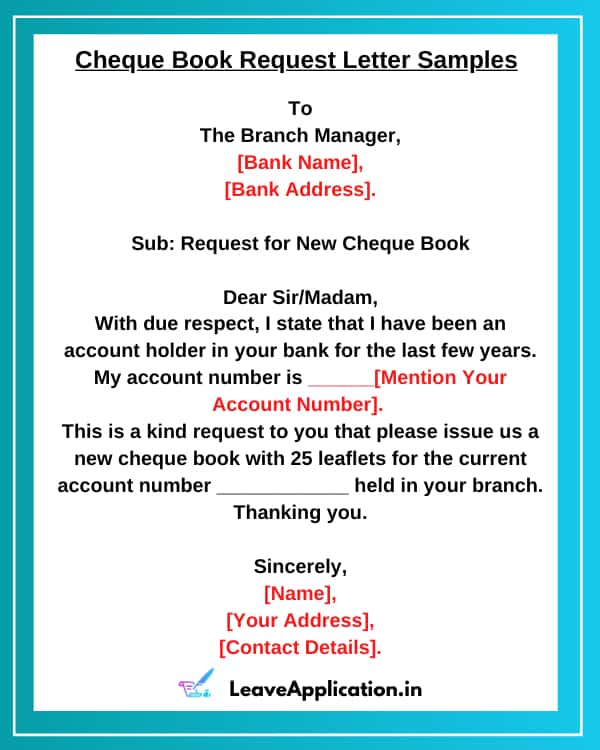 Cheque Book Request Letter Samples
To
The Branch Manager,
[Bank Name],
[Bank Address].
Sub: Request for New Cheque Book
Dear Sir/Madam,
With due respect, I state that I have been an
account holder in your bank for the last few years.
My account number is ______[Mention Your
Account Number].
This is a kind request to you that please issue us a
new cheque book with 25 leaflets for the current
account number ____________ held in your branch.
Thanking you.
Sincerely,
[Name],
[Your Address],
[Contact Details].
LeaveApplication.in